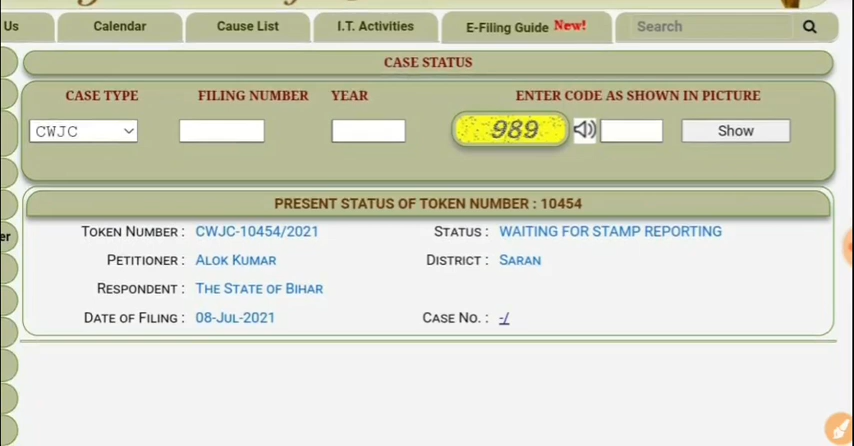 Us Calendar Cause List I.T. Activities E-Filing Guide New! Search
CASE STATUS
CASE TYPE FILING NUMBER YEAR ENTER CODE AS SHOWN IN PICTURE
CWJC 989 Show
PRESENT STATUS OF TOKEN NUMBER : 10454
TOKEN NUMBER : CWJC-10454/2021 STATUS : WAITING FOR STAMP REPORTING
PETITIONER : ALOK KUMAR DISTRICT : SARAN
er
RESPONDENT : THE STATE OF BIHAR
DATE OF FILING : 08-JUL-2021 CASE NO. : -/